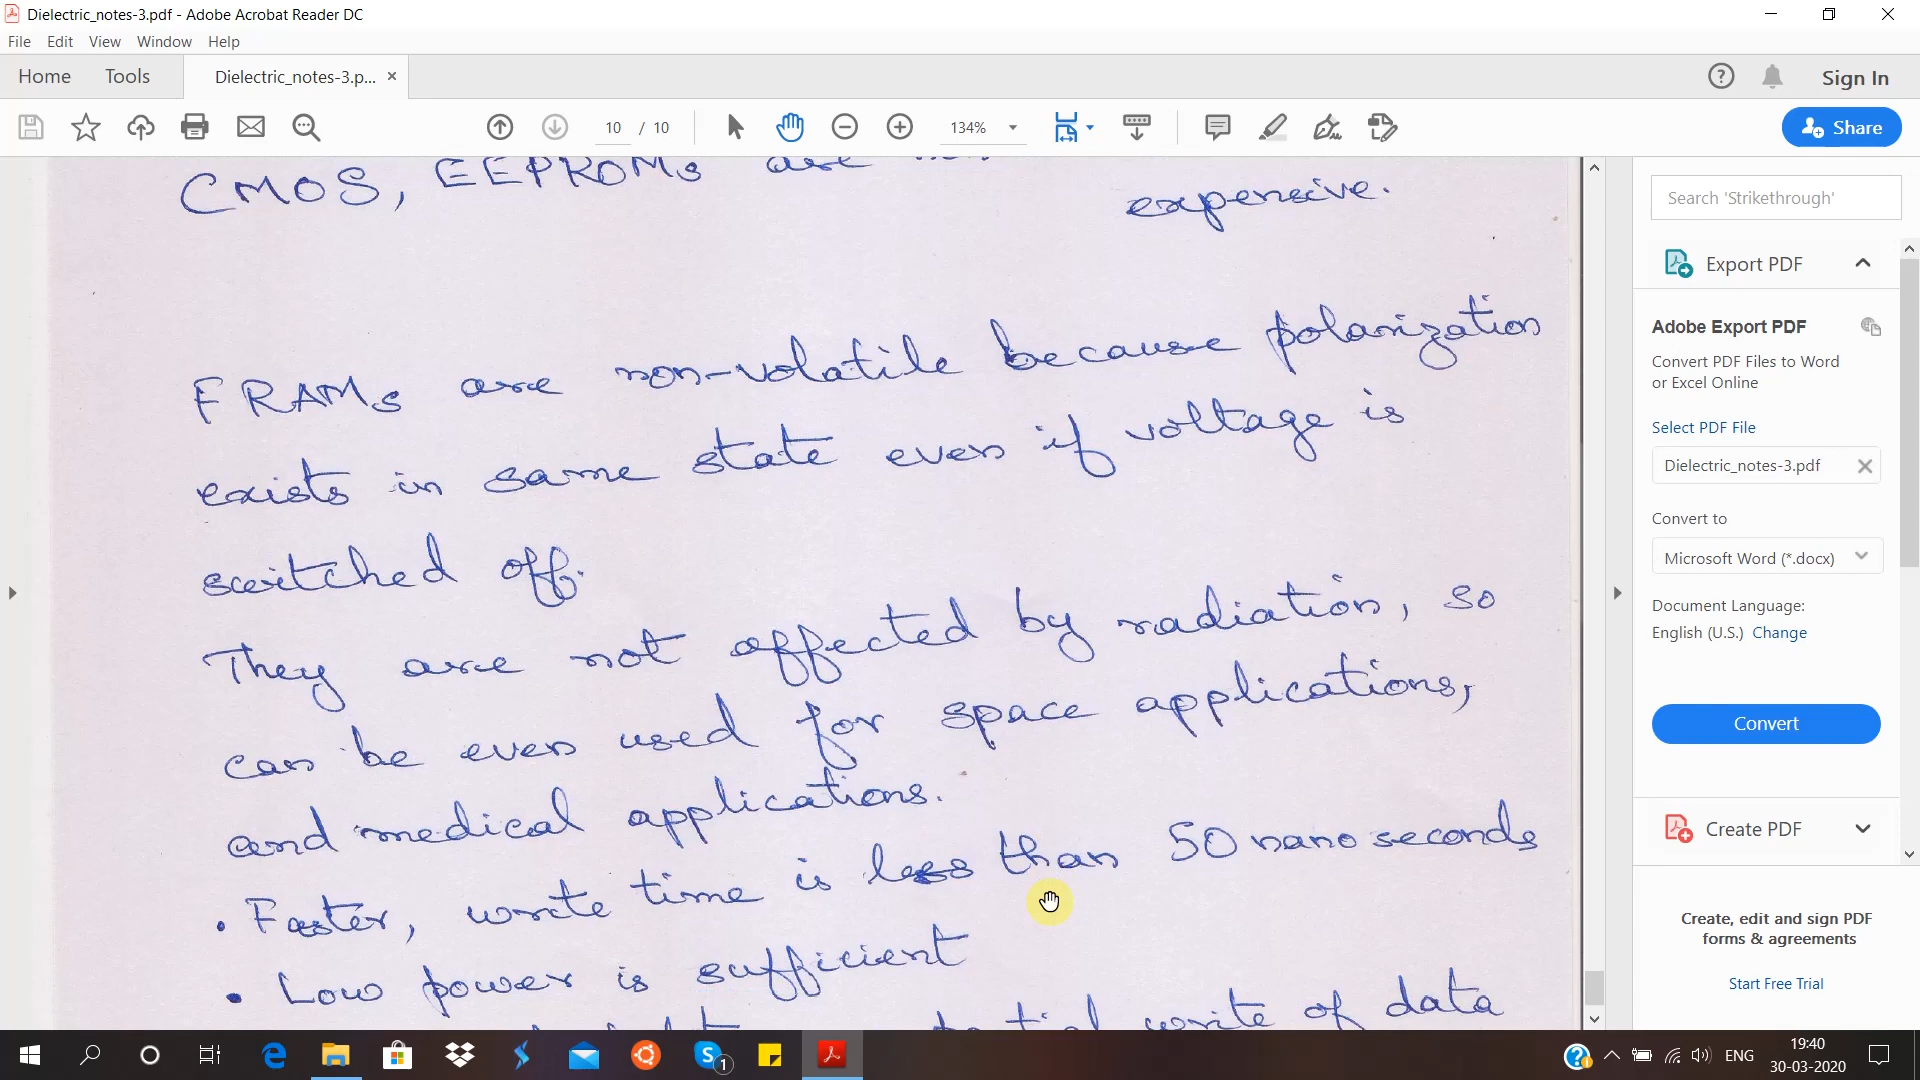 Dielectric_notes-3.pdf - Adobe Acrobat Reader DC
File Edit View Window Help
Home Tools Dielectric_notes-3.p... Sign In
10 / 10 134% Share
CMOS, EEPROMs are
expensive.
FRAMs are non-volatile because polarization
exists in same state even if voltage is
switched off.
They are not affected by radiation, so
can be even used for space applications,
and medical applications.
• Faster, write time is less than 50 nano seconds
• Low power is sufficient
write of data
Search 'Strikethrough'
Export PDF
Adobe Export PDF
Convert PDF Files to Word
or Excel Online
Select PDF File
Dielectric_notes-3.pdf
Convert to
Microsoft Word (*.docx)
Document Language:
English (U.S.) Change
Convert
Create PDF
Create, edit and sign PDF
forms & agreements
Start Free Trial
1
ENG
19:40
30-03-2020